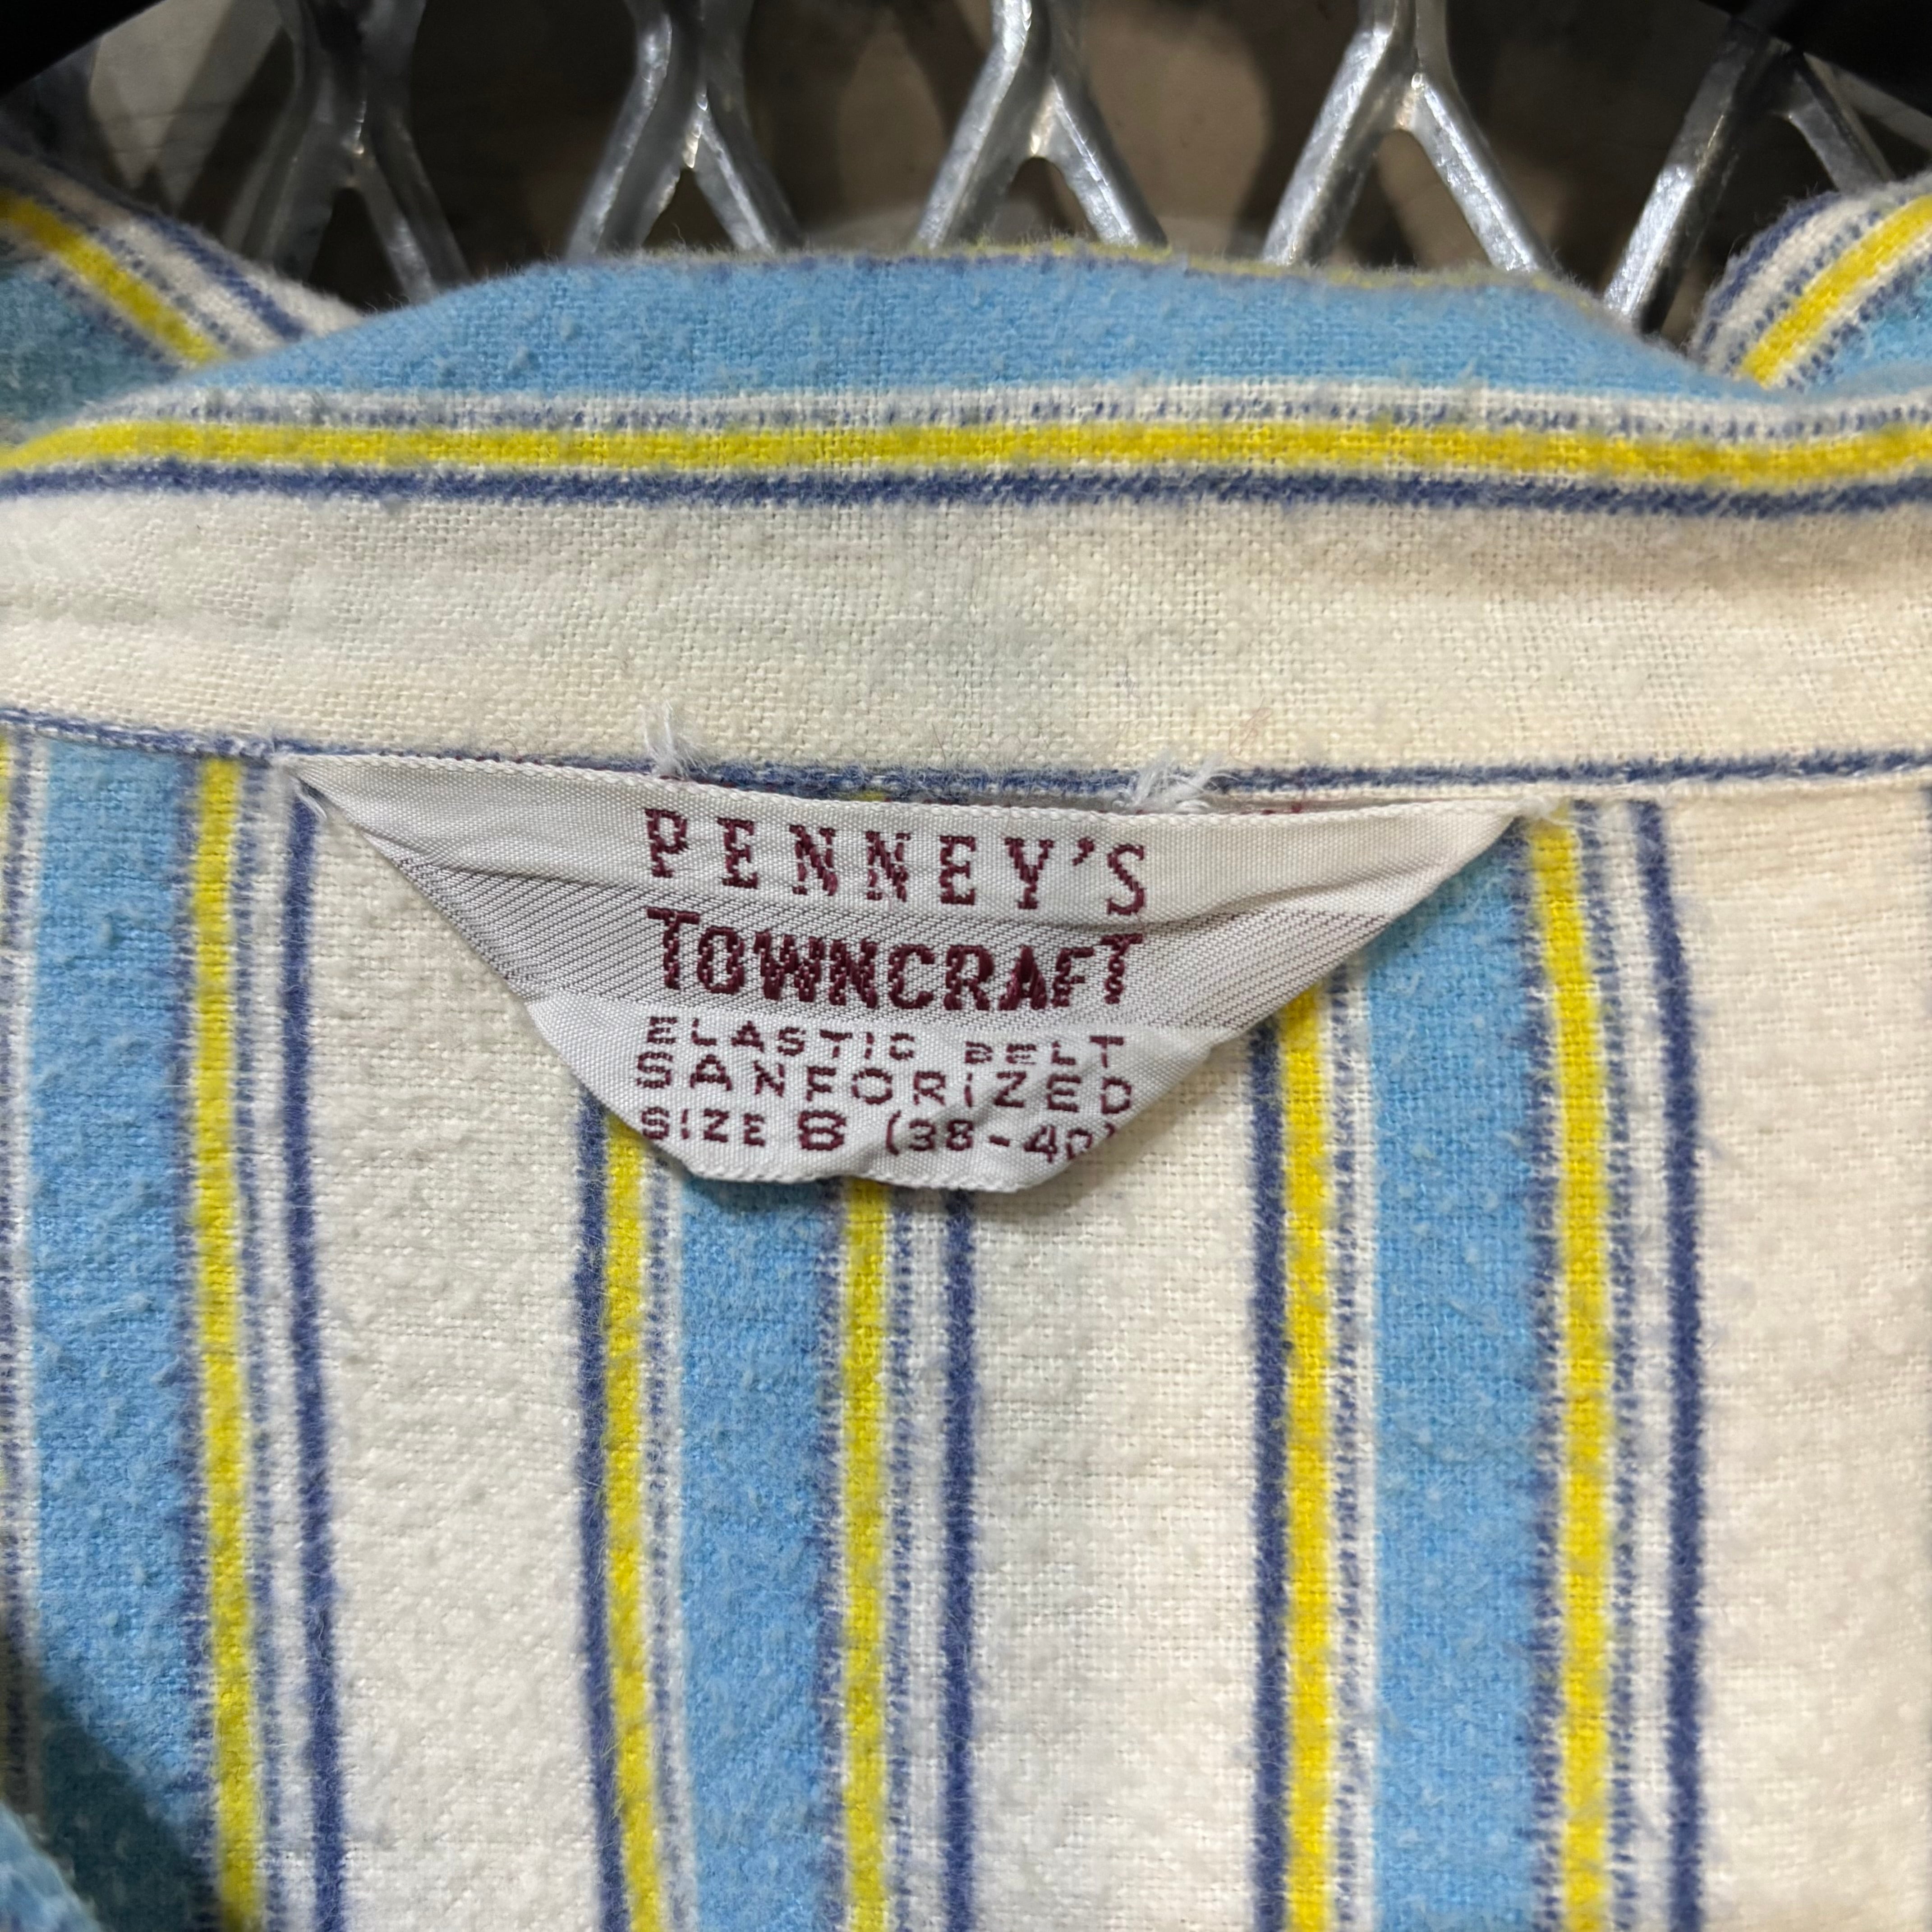 PENNEY'S
TOWNCRAFT
ELASTIC BELT
SANFORIZED
SIZE B (38-40)